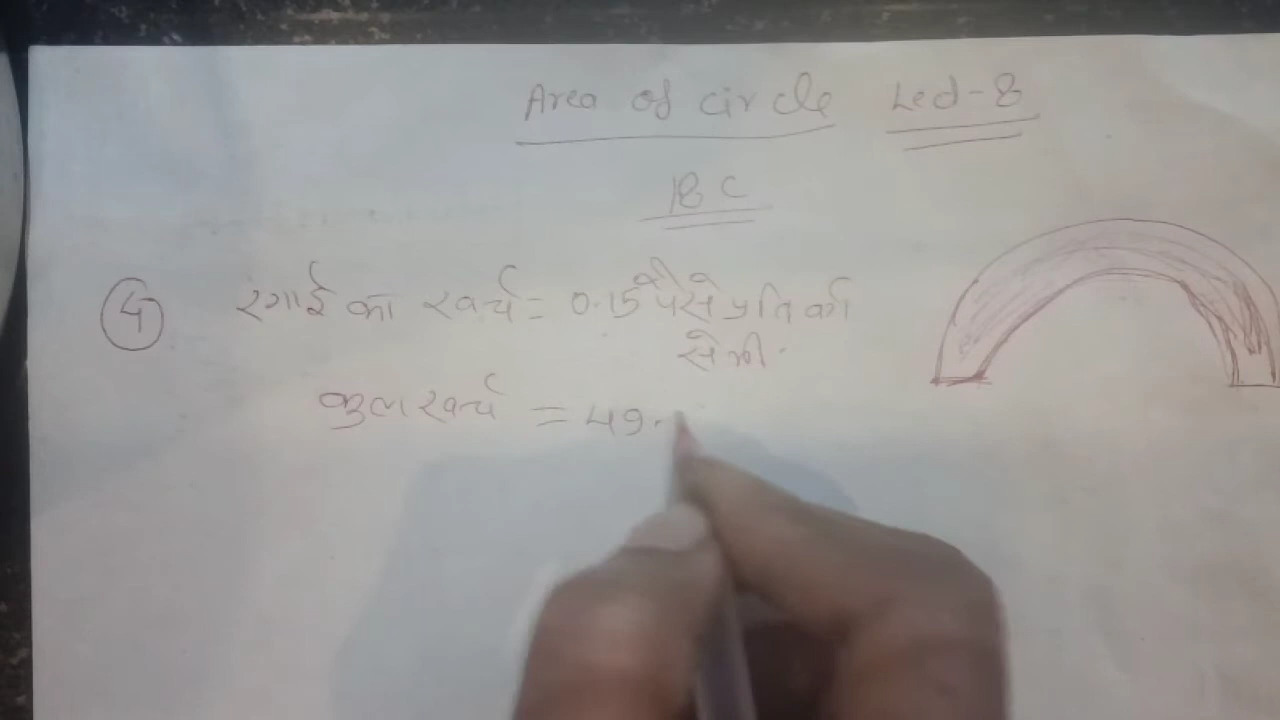 Area of circle Led-8
18 C
4 रंगाई का खर्च = 0.15 पैसे प्रति वर्ग
सेमी.
कुल खर्च = 49.